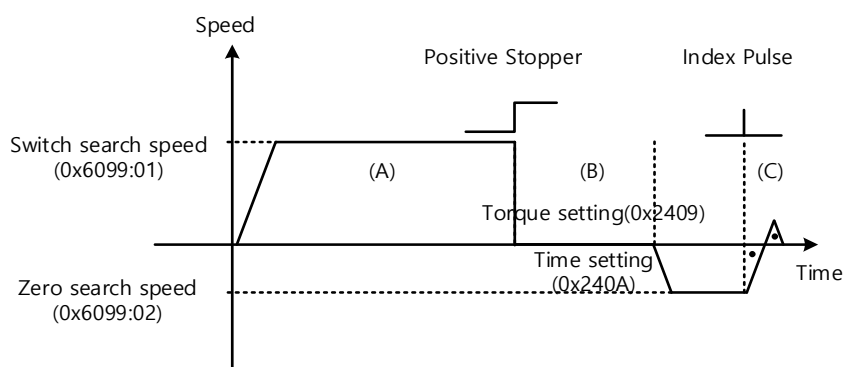 Speed
Positive Stopper
Index Pulse
Switch search speed
(0x6099:01)
(A)
(B)
(C)
Torque setting(0x2409)
Time setting
(0x240A)
Time
Zero search speed
(0x6099:02)